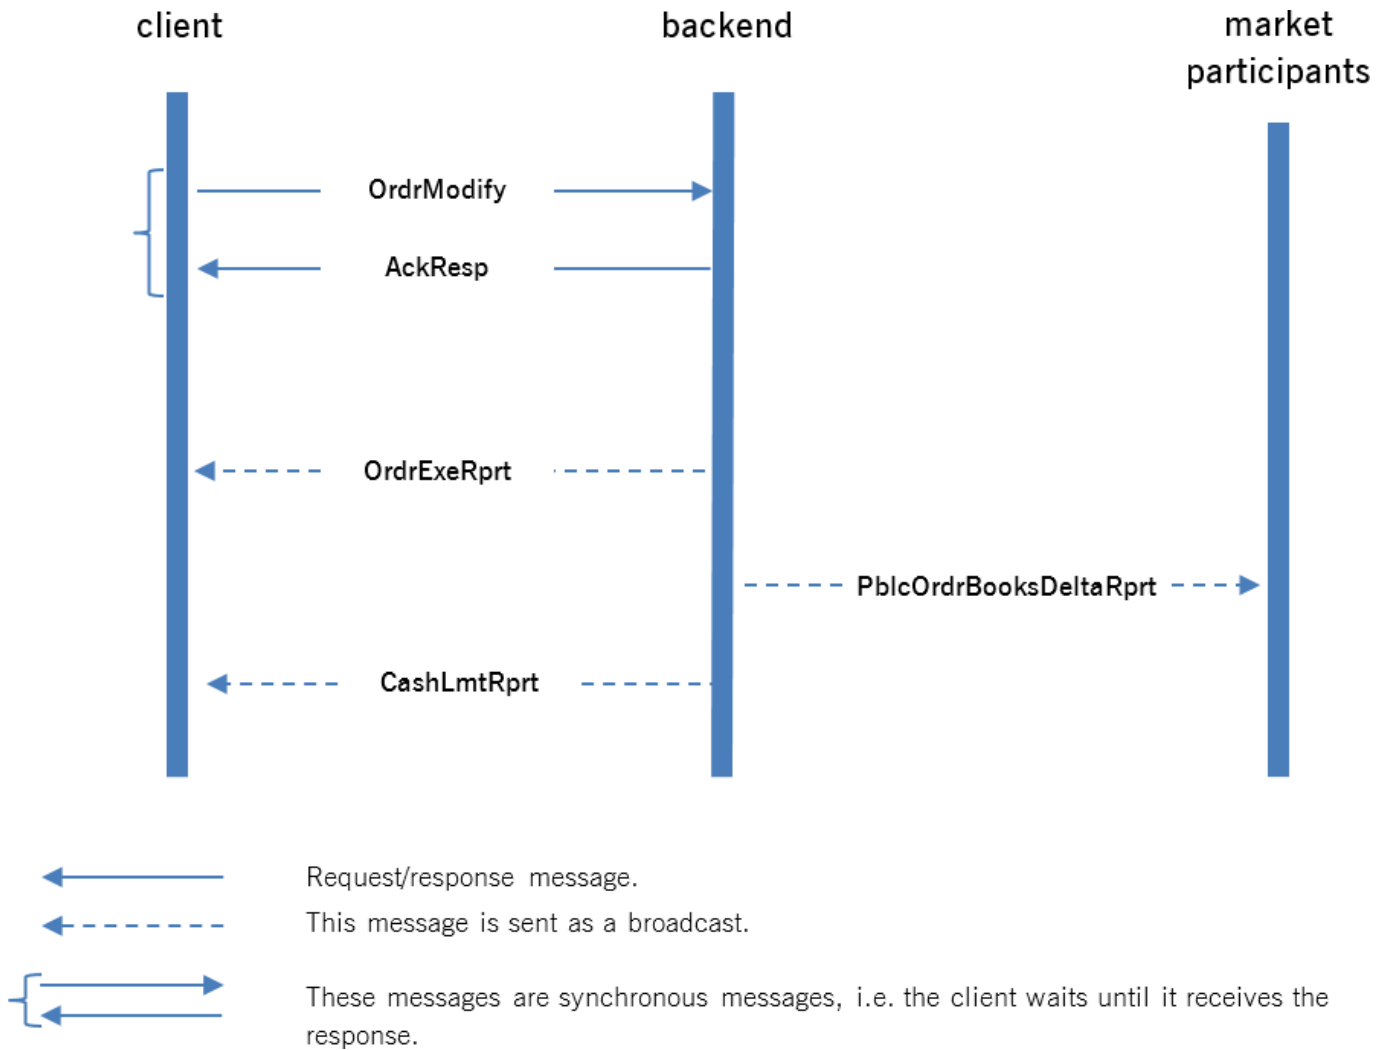 client
backend
market
participants
OrdrModify
AckResp
OrdrExeRprt
PblcOrdrBooksDeltaRprt
CashLmtRprt
Request/response message.
This message is sent as a broadcast.
These messages are synchronous messages, i.e. the client waits until it receives the
response.